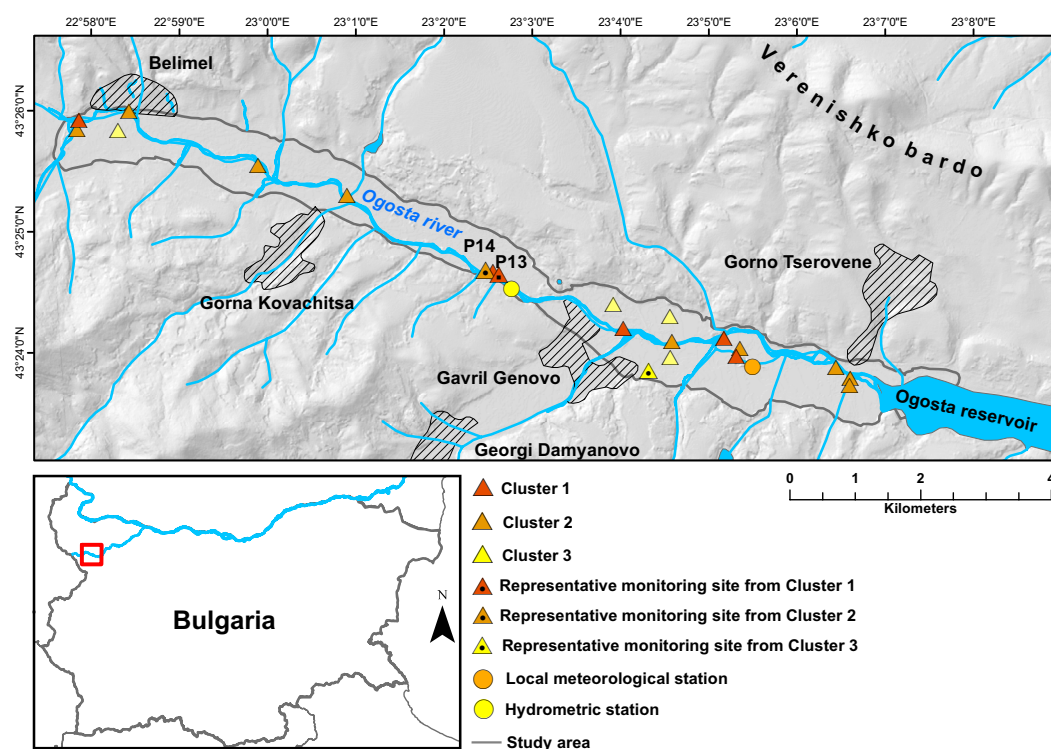 22°58'0"E 22°59'0"E 23°0'0"E 23°1'0"E 23°2'0"E 23°3'0"E 23°4'0"E 23°5'0"E 23°6'0"E 23°7'0"E 23°8'0"E
43°26'0"N
43°25'0"N
43°24'0"N
Belimel
Verenishko bardo
Ogosta river
P14
P13
Gorno Tserovene
Gorna Kovachitsa
Gavril Genovo
Ogosta reservoir
Georgi Damyanovo
Cluster 1
Cluster 2
Cluster 3
Representative monitoring site from Cluster 1
Representative monitoring site from Cluster 2
Representative monitoring site from Cluster 3
Local meteorological station
Hydrometric station
Study area
0 1 2 4
Kilometers
Bulgaria
N